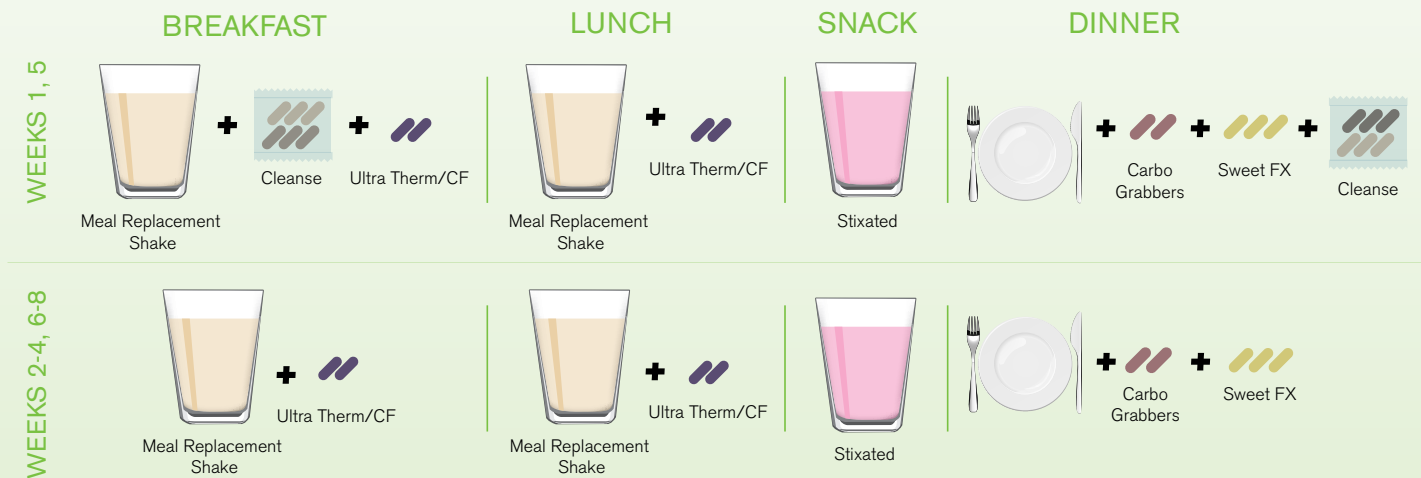 BREAKFAST
LUNCH
SNACK
DINNER
WEEKS 1, 5
Meal Replacement
Shake
Cleanse
Ultra Therm/CF
Meal Replacement
Shake
Ultra Therm/CF
Stixated
Carbo
Grabbers
Sweet FX
Cleanse
WEEKS 2-4, 6-8
Meal Replacement
Shake
Ultra Therm/CF
Meal Replacement
Shake
Ultra Therm/CF
Stixated
Carbo
Grabbers
Sweet FX